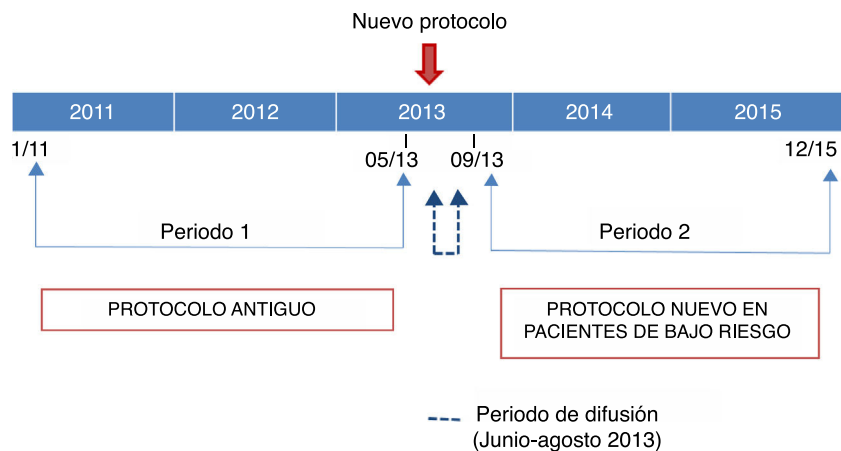 Nuevo protocolo
2011 2012 2013 2014 2015
1/11 05/13 09/13 12/15
Periodo 1 Periodo 2
PROTOCOLO ANTIGUO
PROTOCOLO NUEVO EN
PACIENTES DE BAJO RIESGO
Periodo de difusión
(Junio-agosto 2013)